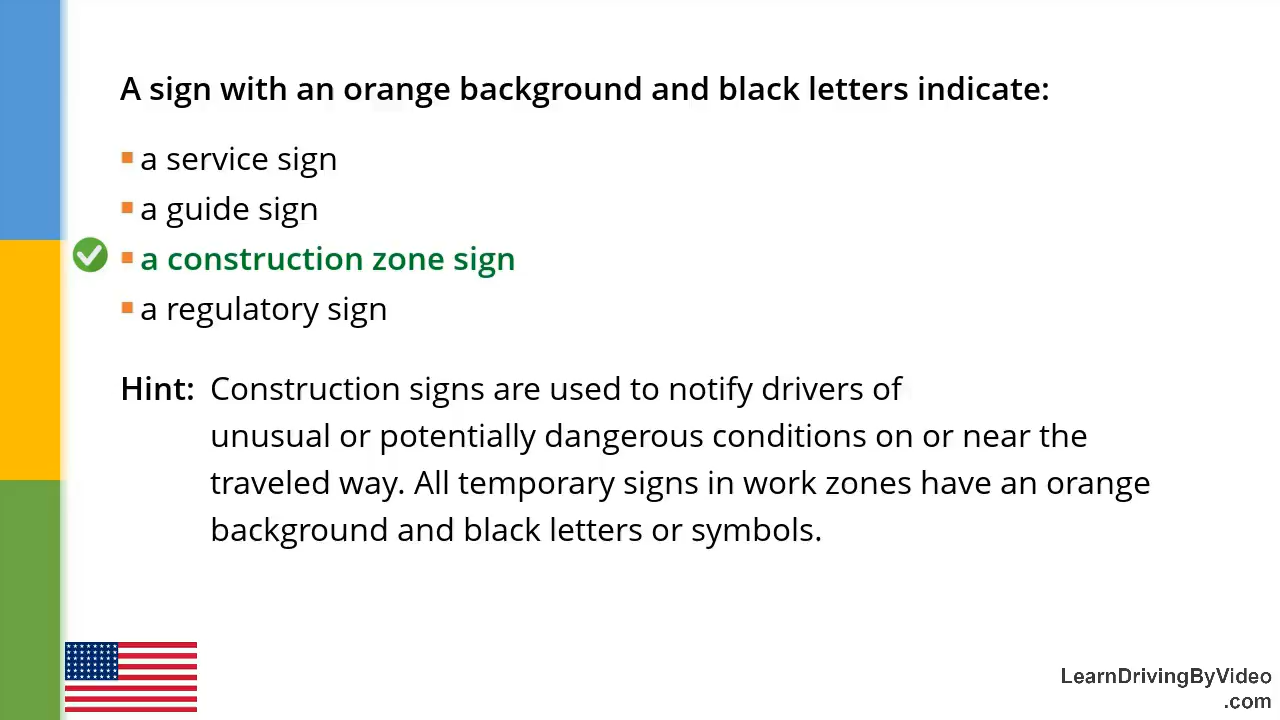 A sign with an orange background and black letters indicate:
a service sign
a guide sign
a construction zone sign
a regulatory sign
Hint: Construction signs are used to notify drivers of
unusual or potentially dangerous conditions on or near the
traveled way. All temporary signs in work zones have an orange
background and black letters or symbols.
LearnDrivingByVideo
.com